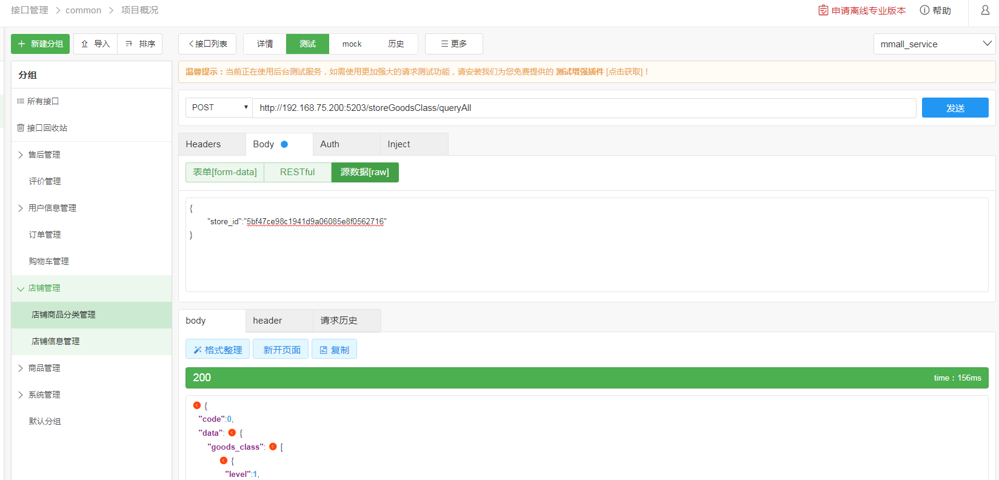 接口管理 > common > 项目概况
申请离线专业版本 帮助
新建分组 导入 排序
接口列表 详情 测试 mock 历史 更多
mmall_service
分组
所有接口
接口回收站
售后管理
评价管理
用户信息管理
订单管理
购物车管理
店铺管理
店铺商品分类管理
店铺信息管理
商品管理
系统管理
默认分组
温馨提示：当前正在使用后台测试服务，如需使用更加强大的请求测试功能，请安装我们为您免费提供的 测试增强插件 [点击获取]！
POST http://192.168.75.200:5203/storeGoodsClass/queryAll 发送
Headers Body Auth Inject
表单[form-data] RESTful 源数据[raw]
{
"store_id":"5bf47ce98c1941d9a06085e8f0562716"
}
body header 请求历史
格式整理 新开页面 复制
200 time：156ms
{
"code":0,
"data": {
"goods_class": [
{
"level":1,